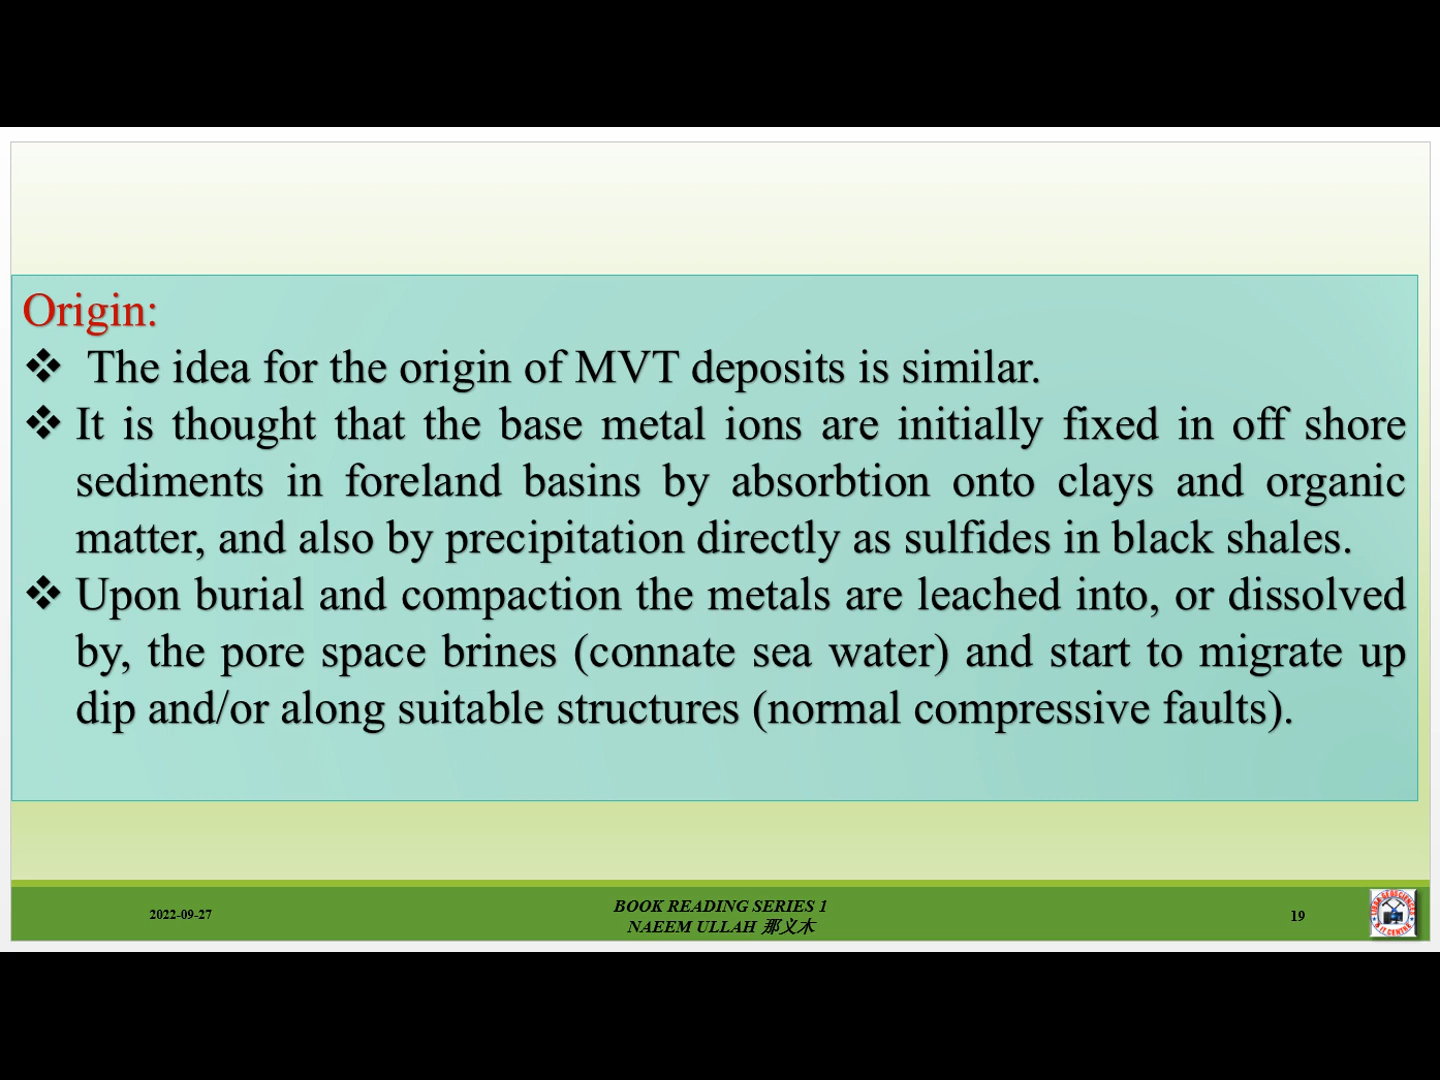 Origin:
❖ The idea for the origin of MVT deposits is similar.
❖ It is thought that the base metal ions are initially fixed in off shore
sediments in foreland basins by absorbtion onto clays and organic
matter, and also by precipitation directly as sulfides in black shales.
❖ Upon burial and compaction the metals are leached into, or dissolved
by, the pore space brines (connate sea water) and start to migrate up
dip and/or along suitable structures (normal compressive faults).
2022-09-27
BOOK READING SERIES 1
NAEEM ULLAH 那义木
19
& IT CENTRE